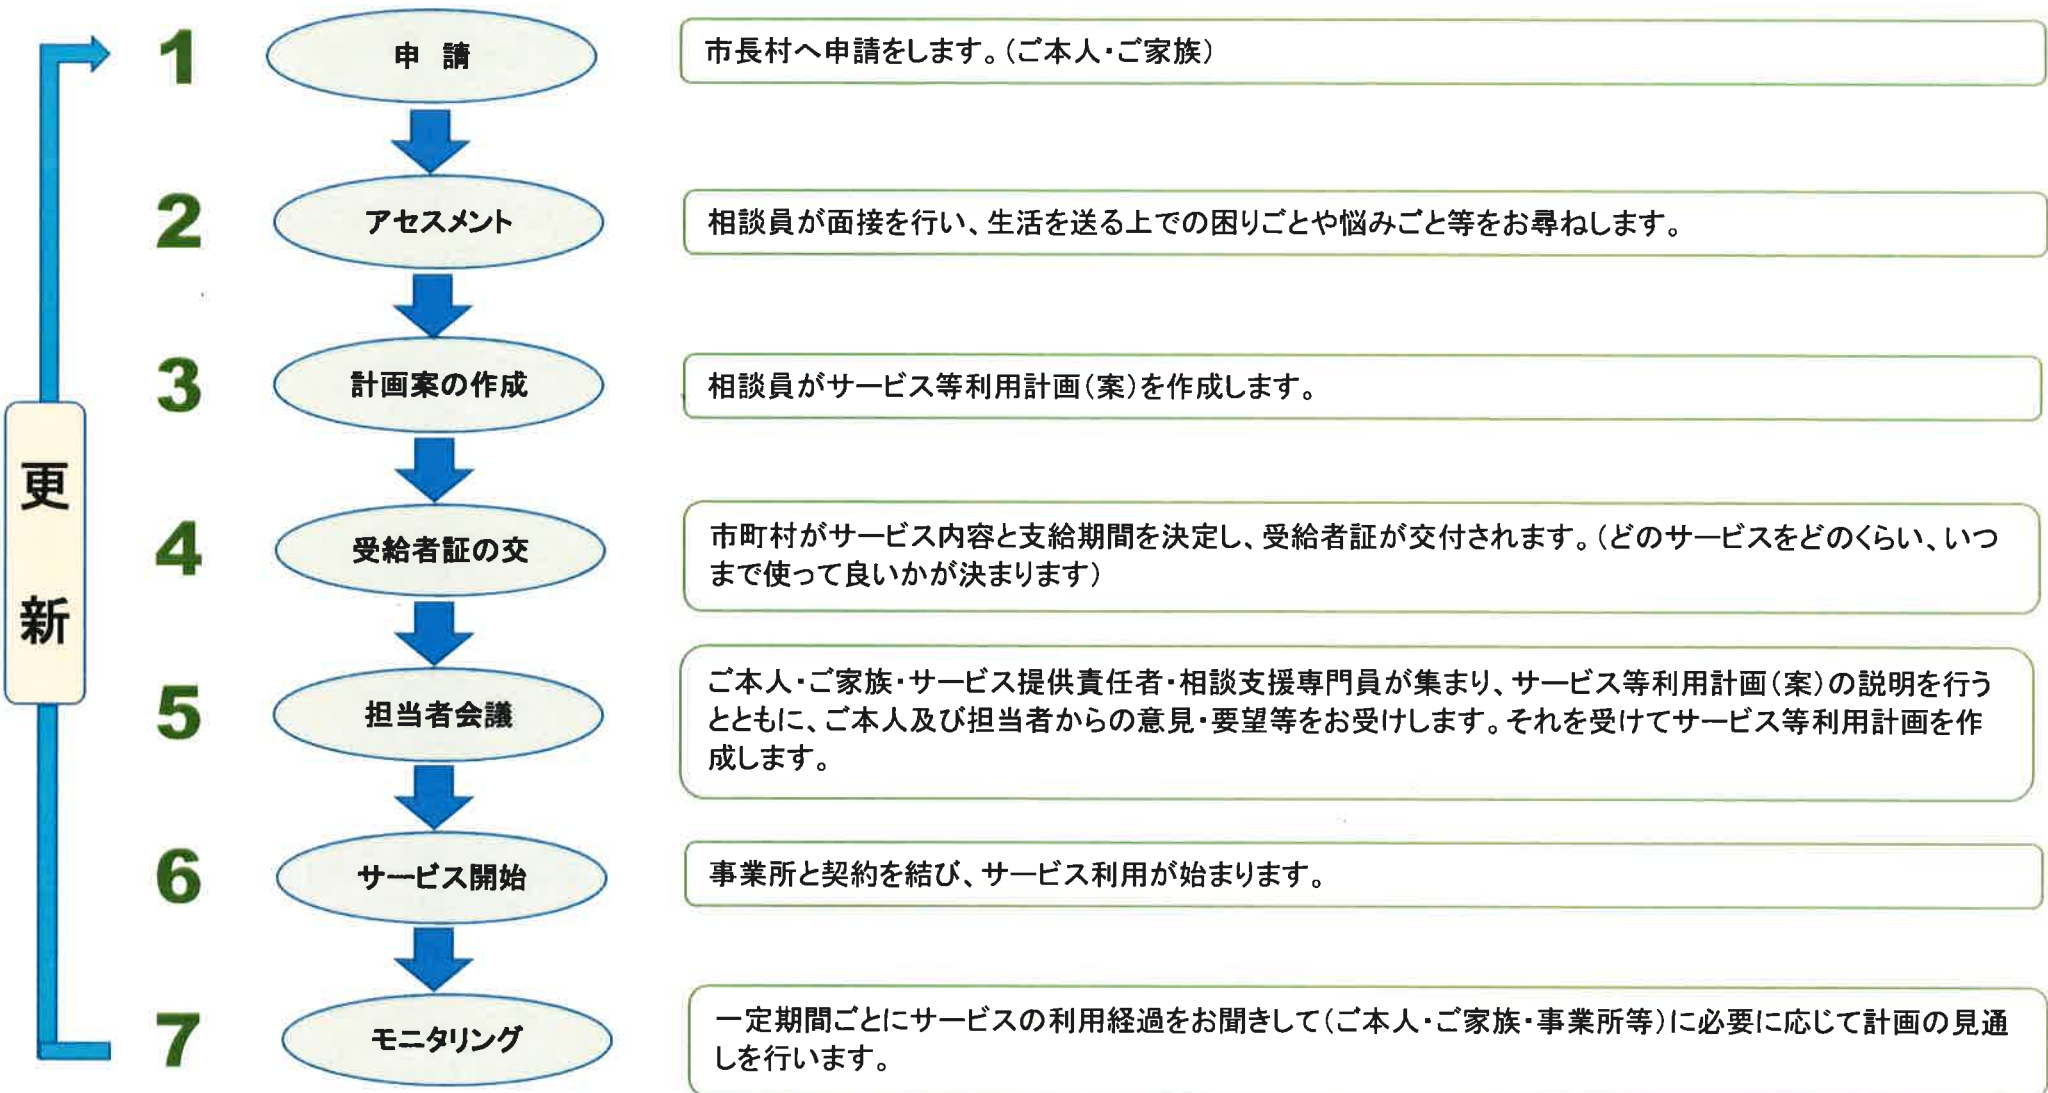 1
申 請
市長村へ申請をします。(ご本人・ご家族)
2
アセスメント
相談員が面接を行い、生活を送る上での困りごとや悩みごと等をお尋ねします。
3
計画案の作成
相談員がサービス等利用計画(案)を作成します。
更
新
4
受給者証の交
市町村がサービス内容と支給期間を決定し、受給者証が交付されます。(どのサービスをどのくらい、いつ
まで使って良いかが決まります)
5
担当者会議
ご本人・ご家族・サービス提供責任者・相談支援専門員が集まり、サービス等利用計画(案)の説明を行う
とともに、ご本人及び担当者からの意見・要望等をお受けします。それを受けてサービス等利用計画を作
成します。
6
サービス開始
事業所と契約を結び、サービス利用が始まります。
7
モニタリング
一定期間ごとにサービスの利用経過をお聞きして(ご本人・ご家族・事業所等)に必要に応じて計画の見通
しを行います。